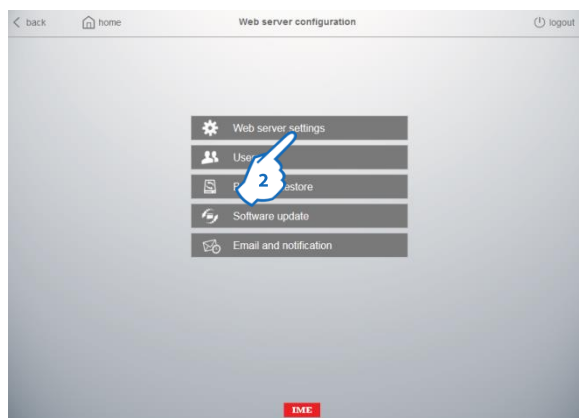 back home Web server configuration logout
Web server settings
Use
2
estore
Software update
Email and notification
IME